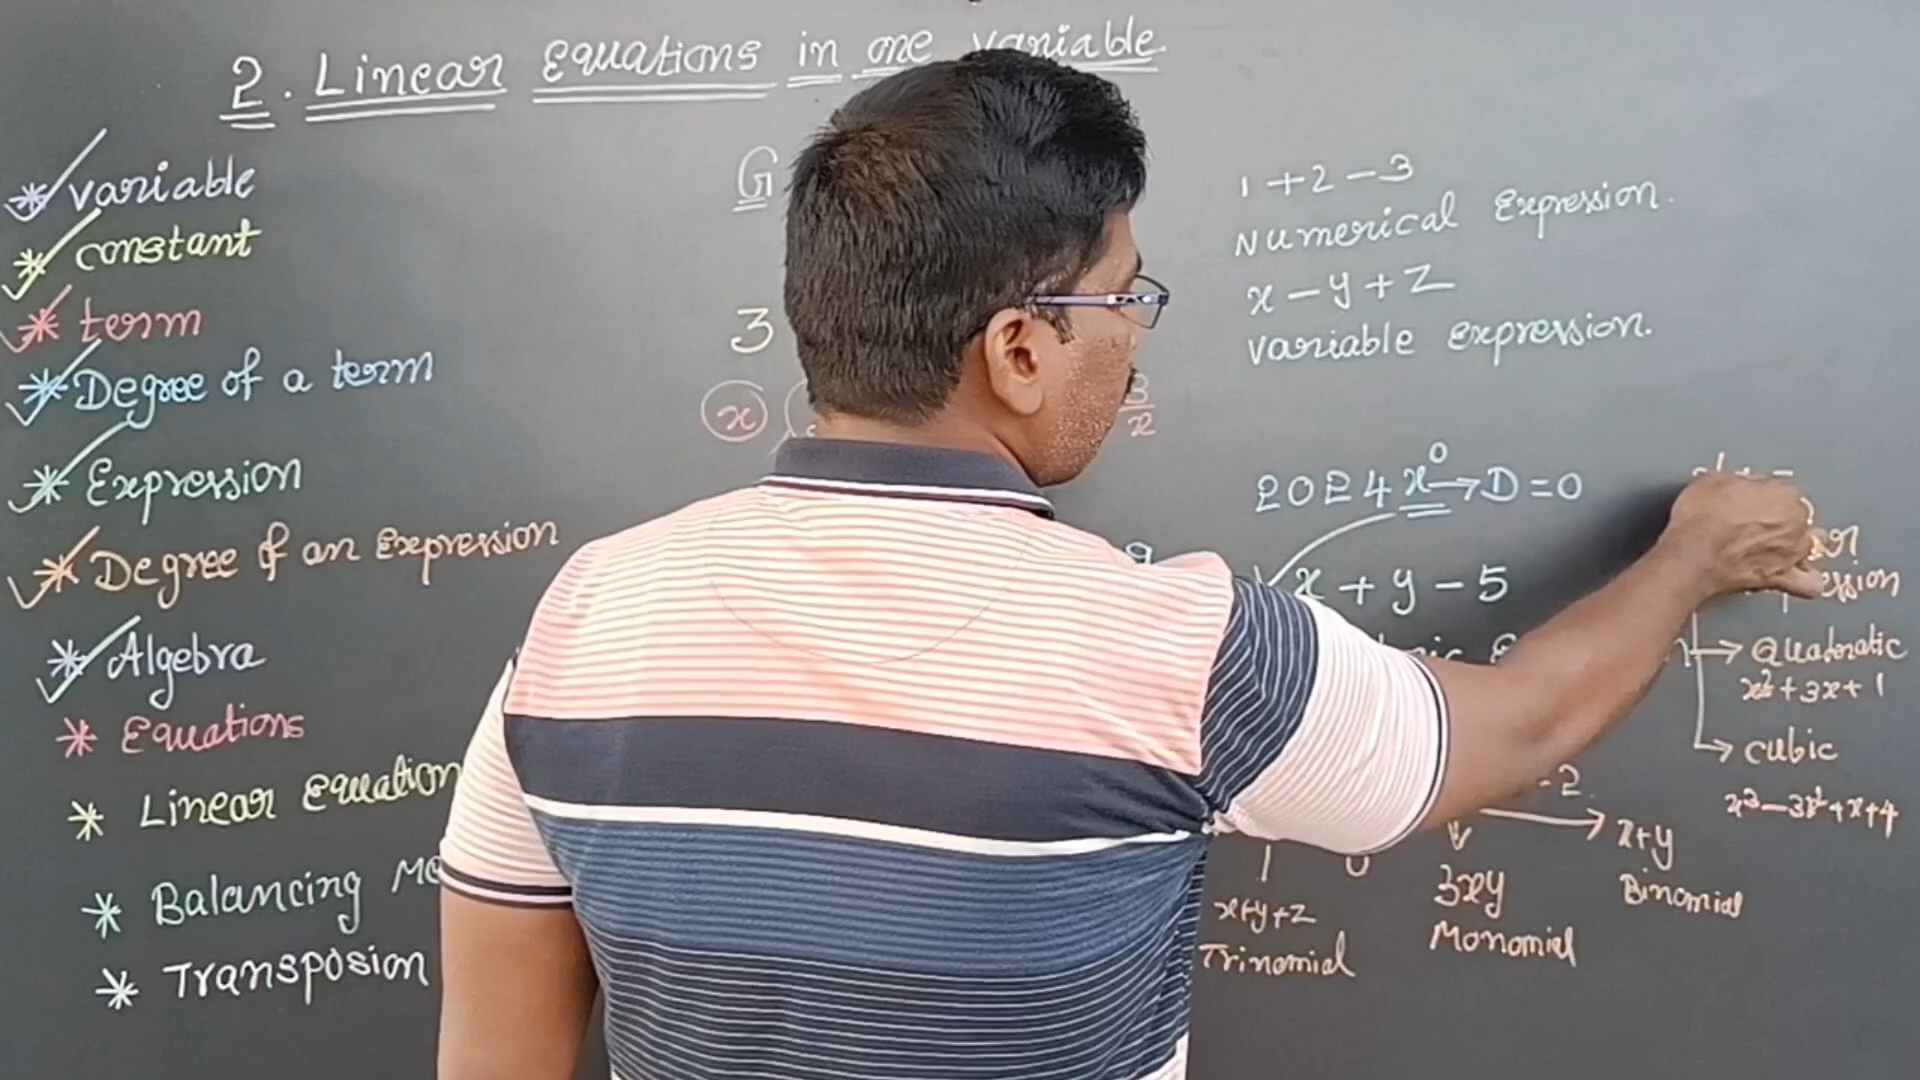 2. Linear Equations in one variable.
* variable
* constant
* term
* Degree of a term
* Expression
* Degree of an Expression
* Algebra
* Equations
* Linear Equation
* Balancing
* Transposion
G
3
x
3/x
1 + 2 - 3
Numerical Expression.
x - y + z
variable expression.
2024x⁰ → D = 0
x + y - 5
→ Quadratic
x² + 3x + 1
→ cubic
x³ - 3x² + x + 4
-2
x+y
Binomial
3xy
Monomial
x+y+z
Trinomial